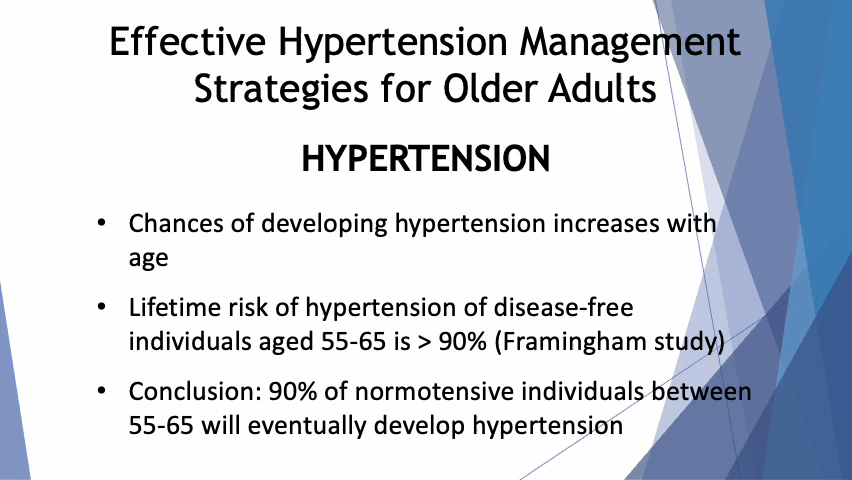 Effective Hypertension Management
Strategies for Older Adults
HYPERTENSION
• Chances of developing hypertension increases with
age
• Lifetime risk of hypertension of disease-free
individuals aged 55-65 is > 90% (Framingham study)
• Conclusion: 90% of normotensive individuals between
55-65 will eventually develop hypertension